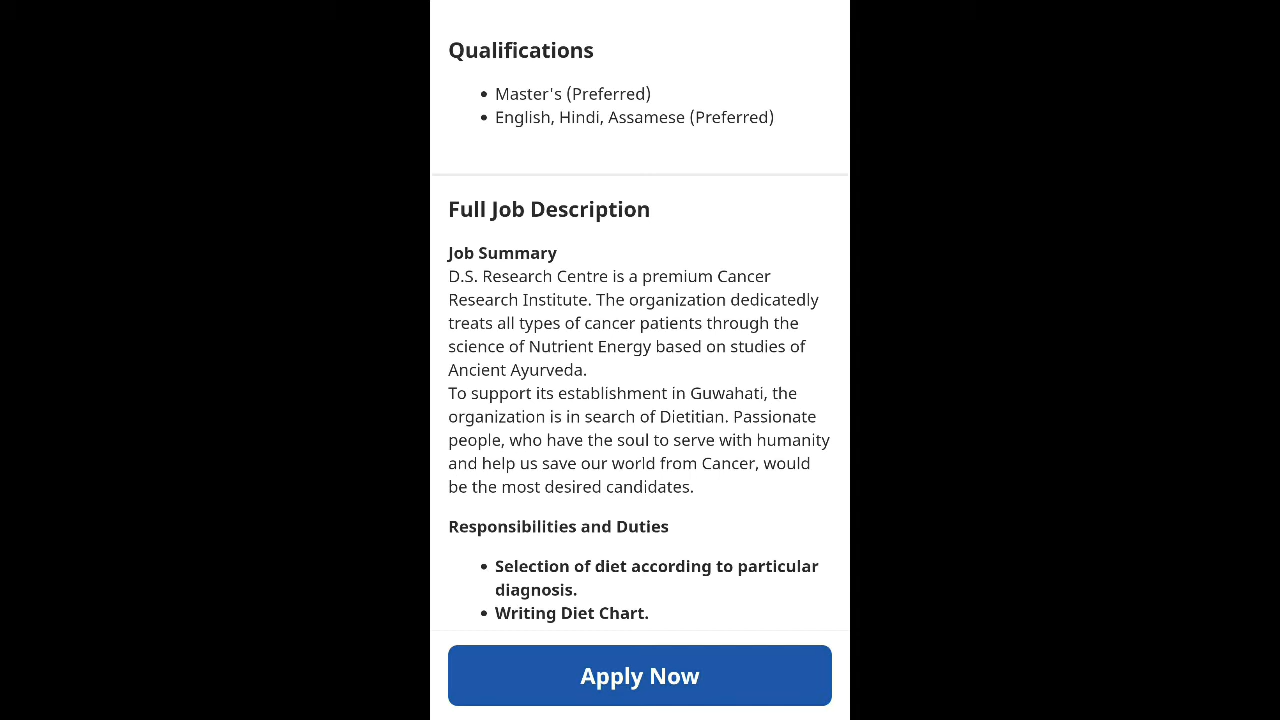 Qualifications
• Master's (Preferred)
• English, Hindi, Assamese (Preferred)
Full Job Description
Job Summary
D.S. Research Centre is a premium Cancer
Research Institute. The organization dedicatedly
treats all types of cancer patients through the
science of Nutrient Energy based on studies of
Ancient Ayurveda.
To support its establishment in Guwahati, the
organization is in search of Dietitian. Passionate
people, who have the soul to serve with humanity
and help us save our world from Cancer, would
be the most desired candidates.
Responsibilities and Duties
• Selection of diet according to particular
diagnosis.
• Writing Diet Chart.
Apply Now